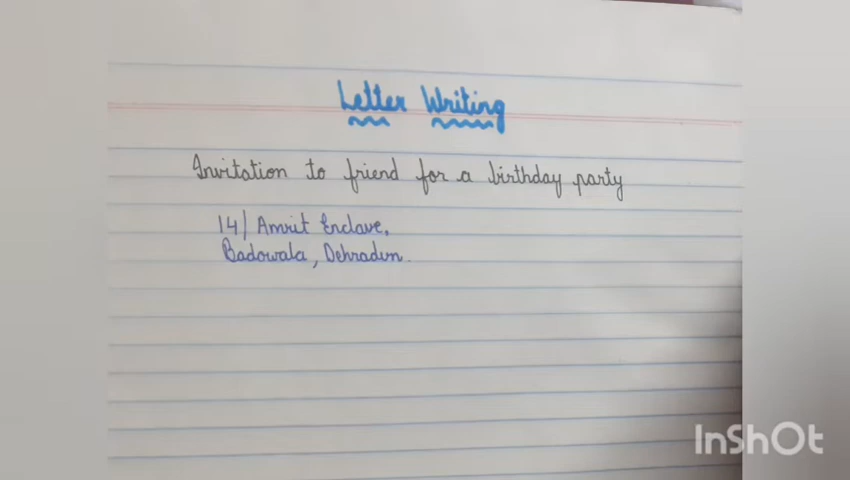 Letter Writing
Invitation to friend for a birthday party
14/ Amrit Enclave,
Badowala, Dehradun.
InShOt